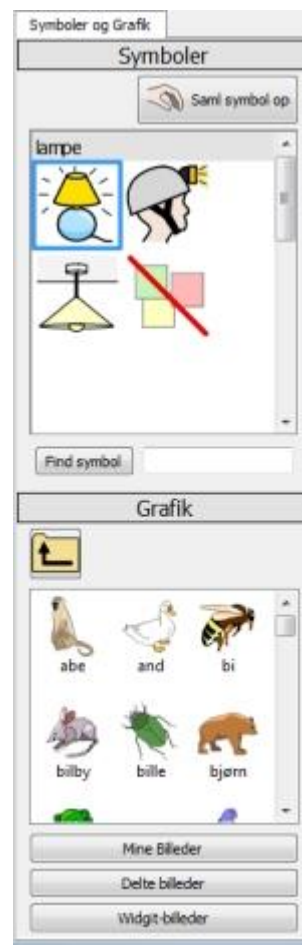 Symboler og Grafik
Symboler
Saml symbol op
lampe
Find symbol
Grafik
abe and bi
bilby bille bjørn
Mine Billeder
Delte billeder
Widgit-billeder